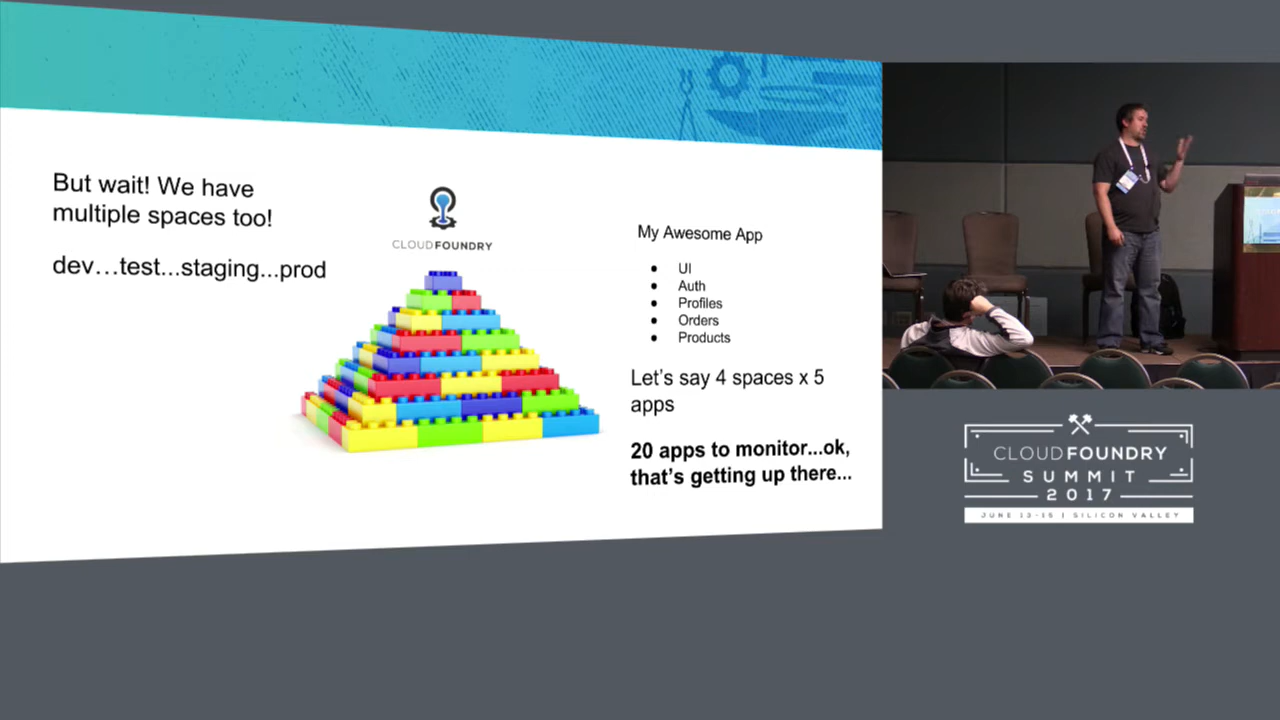 But wait! We have
multiple spaces too!
dev…test...staging...prod
CLOUDFOUNDRY
My Awesome App
UI
Auth
Profiles
Orders
Products
Let's say 4 spaces x 5
apps
20 apps to monitor...ok,
that's getting up there...
CLOUDFOUNDRY
SUMMIT
2017
JUNE 13-15 | SILICON VALLEY